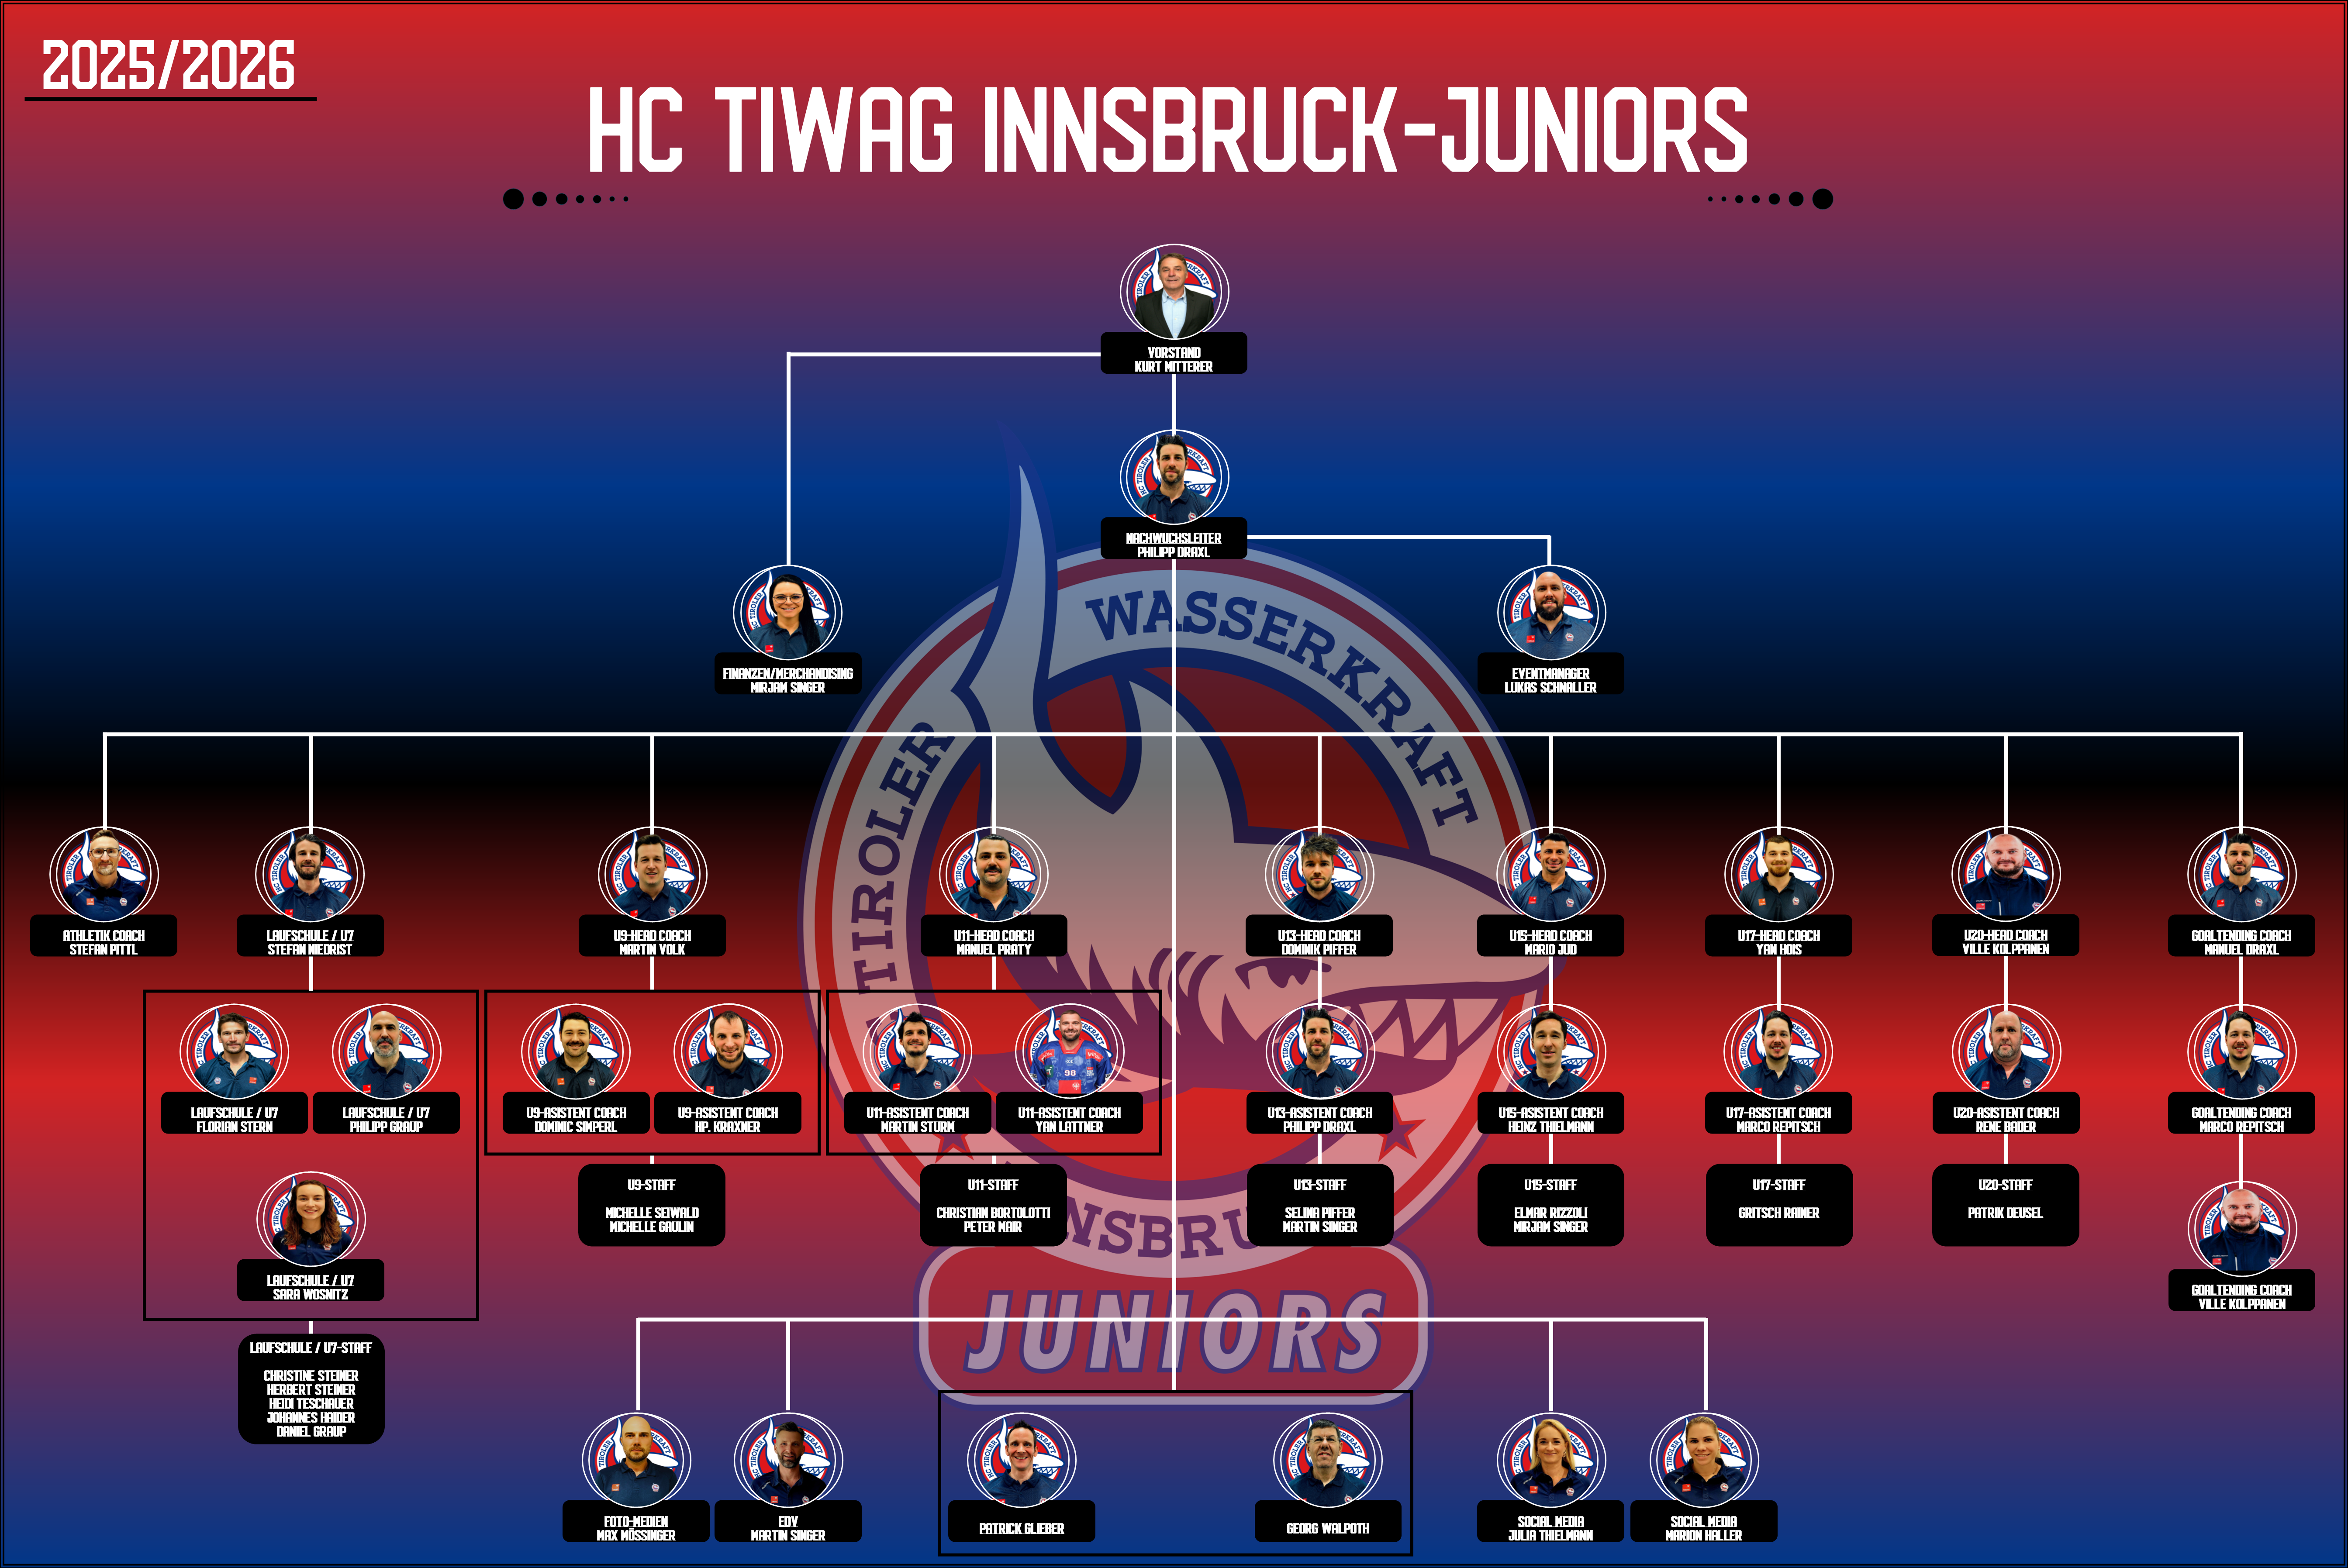 2025/2026
HC TIWAG INNSBRUCK-JUNIORS
VORSTAND
KURT MITTERER
NACHWUCHSLEITER
PHILIPP DRAXL
FINANZEN/MERCHANDISING
MIRJAM SINGER
EVENTMANAGER
LUKAS SCHNALLER
TIROLER WASSERKRAFT
ATHLETIK COACH
STEFAN PITTL
LAUFSCHULE / U7
STEFAN NIEDRIST
U9-HEAD COACH
MARTIN VOLK
U11-HEAD COACH
MANUEL PRATY
U13-HEAD COACH
DOMINIK PIFFER
U15-HEAD COACH
MARIO JUD
U17-HEAD COACH
YAN HOIS
U20-HEAD COACH
VILLE KOLPPANEN
GOALTENDING COACH
MANUEL DRAXL
LAUFSCHULE / U7
FLORIAN STERN
LAUFSCHULE / U7
PHILIPP GRAUP
U9-ASISTENT COACH
DOMINIC SIMPERL
U9-ASISTENT COACH
HP. KRAXNER
U11-ASISTENT COACH
MARTIN STURM
U11-ASISTENT COACH
YAN LATTNER
U13-ASISTENT COACH
PHILIPP DRAXL
U15-ASISTENT COACH
HEINZ THIELMANN
U17-ASISTENT COACH
MARCO REPITSCH
U20-ASISTENT COACH
RENE BADER
GOALTENDING COACH
MARCO REPITSCH
LAUFSCHULE / U7
SARA WOSNITZ
U9-STAFF
MICHELLE SEIWALD
MICHELLE GAULIN
U11-STAFF
CHRISTIAN BORTOLOTTI
PETER MAIR
U13-STAFF
SELINA PIFFER
MARTIN SINGER
U15-STAFF
ELMAR RIZZOLI
MIRJAM SINGER
U17-STAFF
GRITSCH RAINER
U20-STAFF
PATRIK DEUSEL
GOALTENDING COACH
VILLE KOLPPANEN
LAUFSCHULE / U7-STAFF
CHRISTINE STEINER
HERBERT STEINER
HEIDI TESCHAUER
JOHANNES HAIDER
DANIEL GRAUP
JUNIORS
FOTO-MEDIEN
MAX MÖSSINGER
EDV
MARTIN SINGER
PATRICK GLIEBER
GEORG WALPOTH
SOCIAL MEDIA
JULIA THIELMANN
SOCIAL MEDIA
MARION HALLER